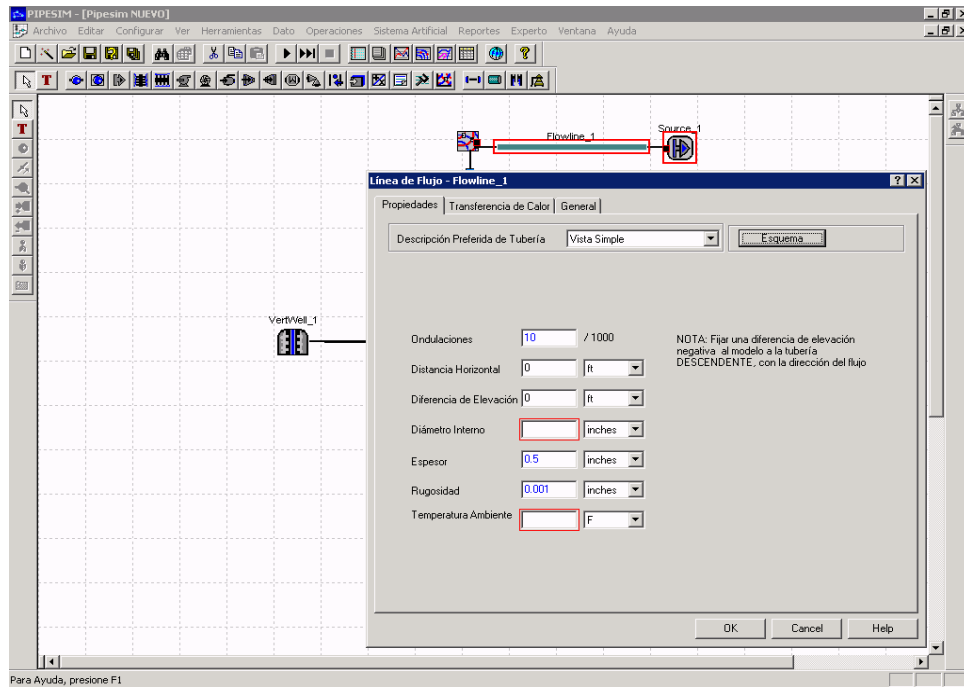 PIPESIM - [Pipesim NUEVO]
Archivo Editar Configurar Ver Herramientas Dato Operaciones Sistema Artificial Reportes Experto Ventana Ayuda
T
T
Flowline_1
Source_1
VertWell_1
Línea de Flujo - Flowline_1
Propiedades Transferencia de Calor General
Descripción Preferida de Tubería Vista Simple Esquema
Ondulaciones 10 / 1000
Distancia Horizontal 0 ft
Diferencia de Elevación 0 ft
Diámetro Interno inches
Espesor 0.5 inches
Rugosidad 0.001 inches
Temperatura Ambiente F
NOTA: Fijar una diferencia de elevación
negativa al modelo a la tubería
DESCENDENTE, con la dirección del flujo
OK Cancel Help
Para Ayuda, presione F1